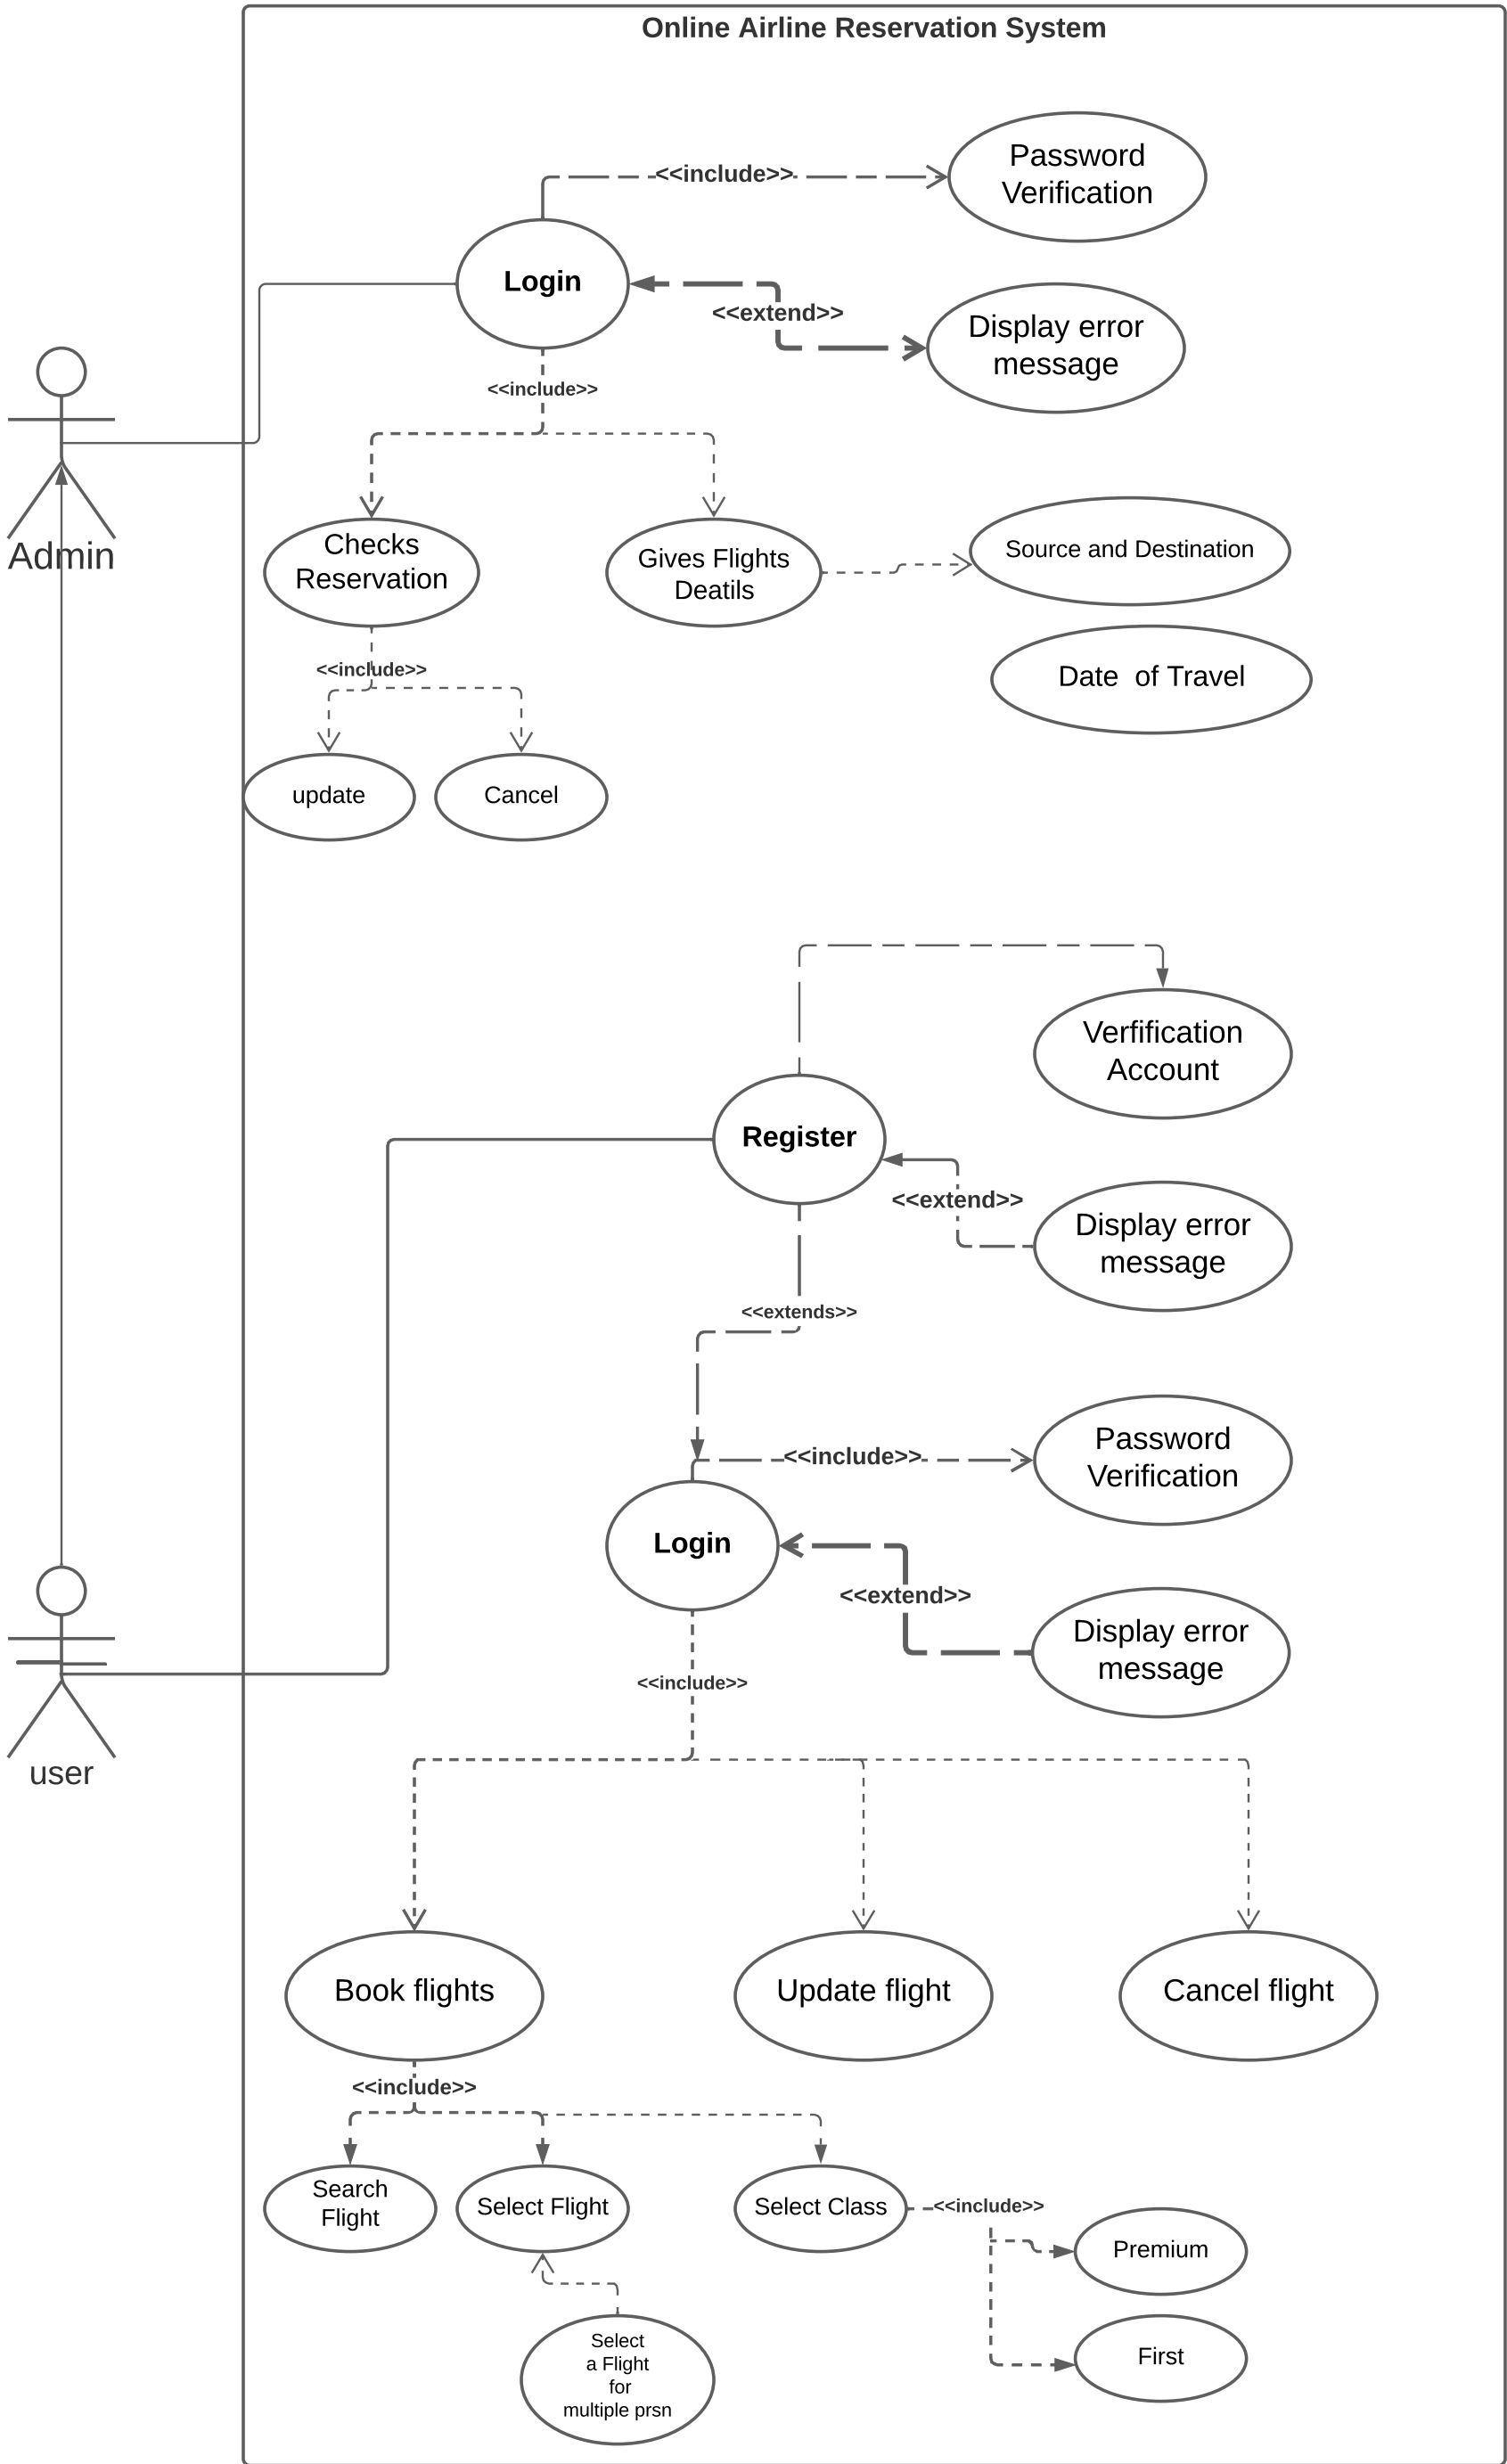 Online Airline Reservation System
Password
Verification
<<include>>
Login
<<extend>>
Display error
message
<<include>>
Admin
Checks
Reservation
Gives Flights
Deatils
Source and Destination
<<include>>
Date  of Travel
update
Cancel
Verfification
Account
Register
<<extend>>
Display error
message
<<extends>>
<<include>>
Password
Verification
Login
<<extend>>
Display error
message
<<include>>
user
Book flights
Update flight
Cancel flight
<<include>>
Search
Flight
Select Flight
Select Class
<<include>>
Premium
First
Select
a Flight
for
multiple prsn